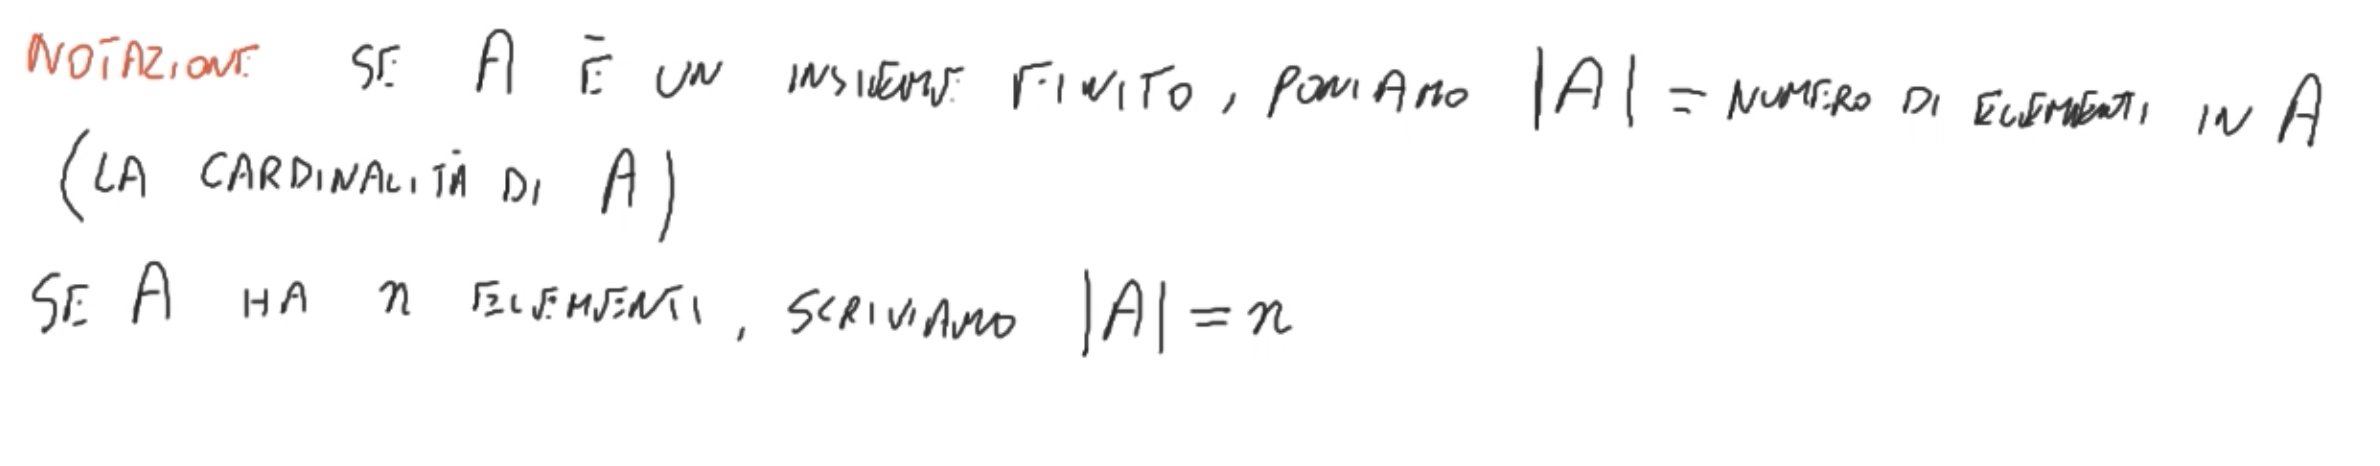 NOTAZIONE SE A È UN INSIEME FINITO, PONIAMO |A| = NUMERO DI ELEMENTI IN A
(LA CARDINALITÀ DI A)
SE A HA n ELEMENTI, SCRIVIAMO |A| = n